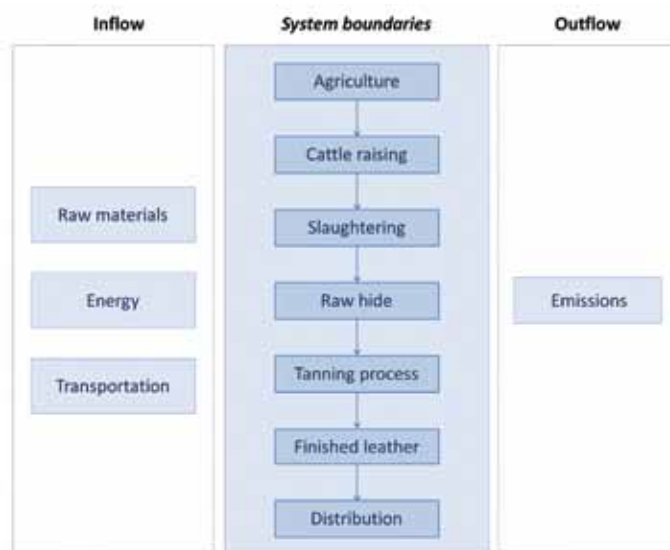 Inflow
System boundaries
Outflow
Raw materials
Energy
Transportation
Agriculture
Cattle raising
Slaughtering
Raw hide
Tanning process
Finished leather
Distribution
Emissions